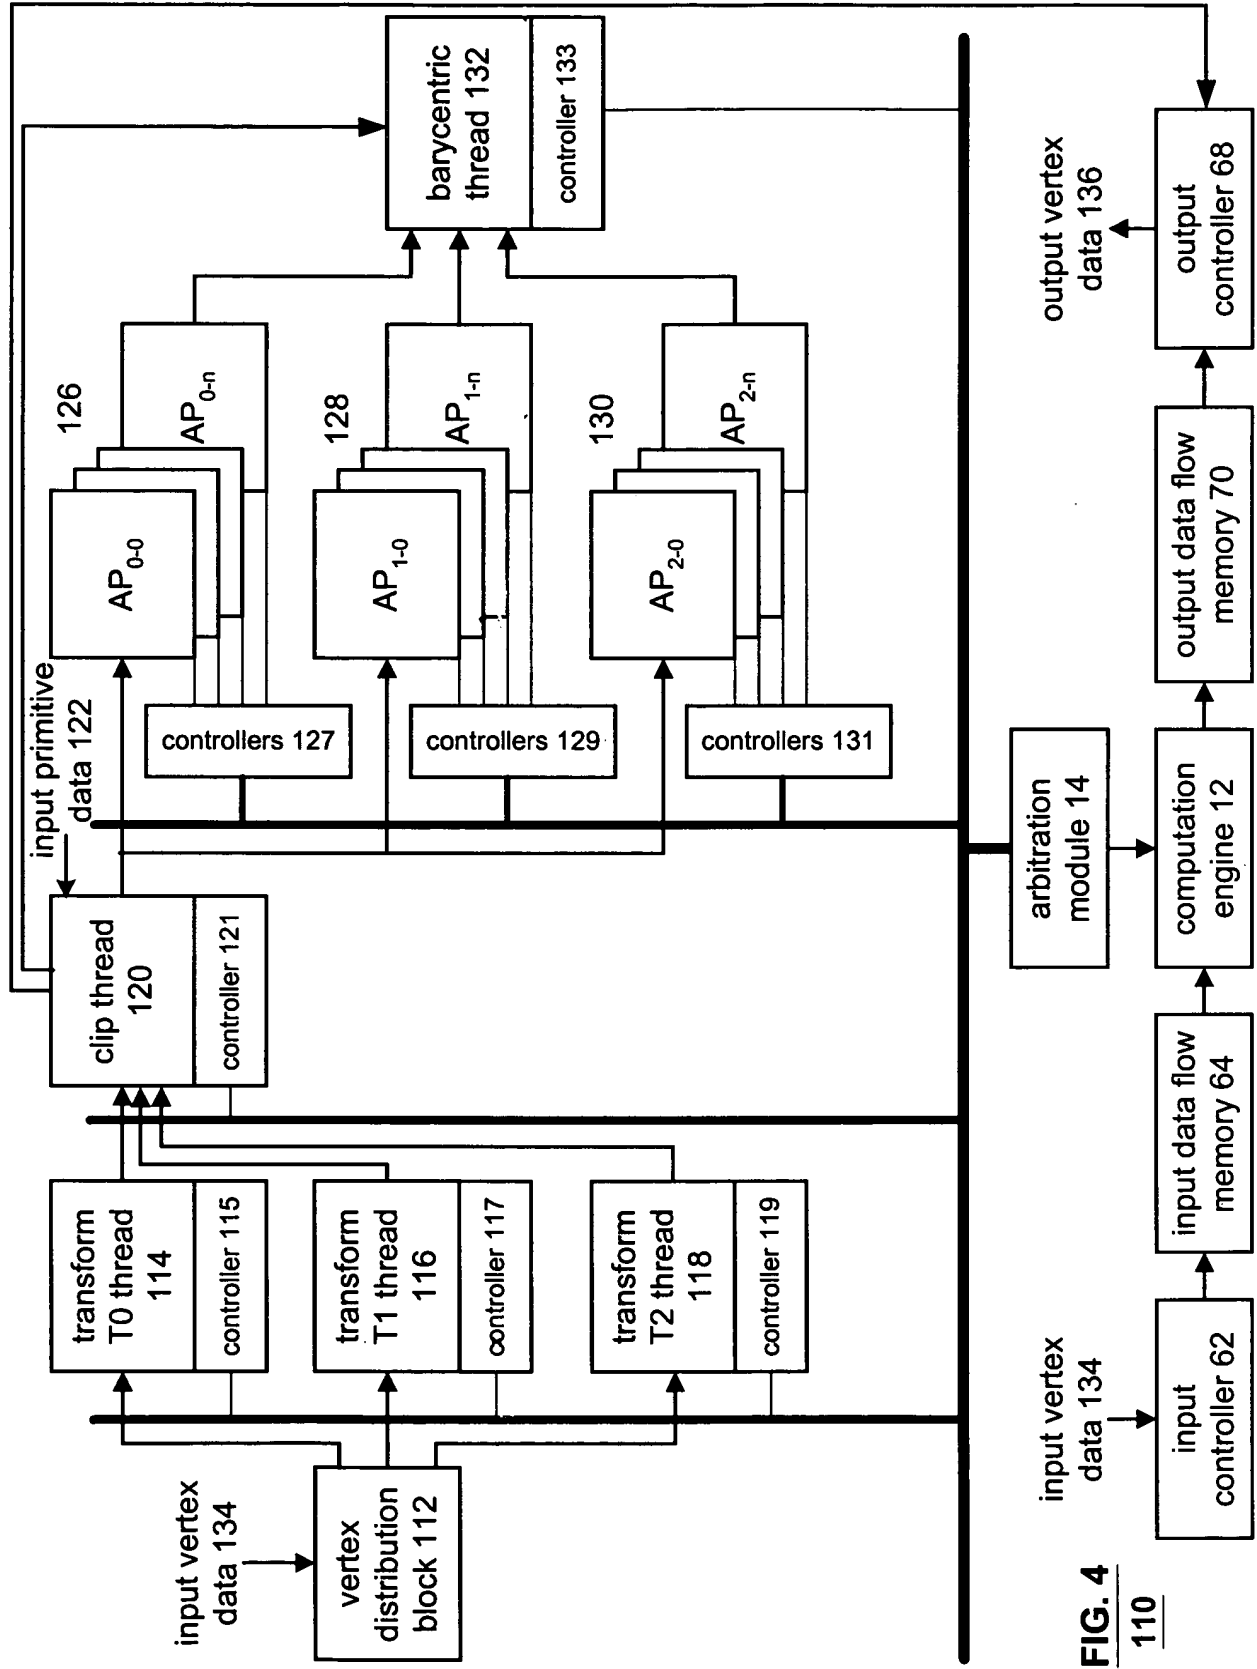 input vertex
data 134
vertex
distribution
block 112
transform
T0 thread
114
controller 115
transform
T1 thread
116
controller 117
transform
T2 thread
118
controller 119
clip thread
120
controller 121
input primitive
data 122
AP0-0
AP0-n
126
controllers 127
AP1-0
AP1-n
128
controllers 129
AP2-0
AP2-n
130
controllers 131
barycentric
thread 132
controller 133
arbitration
module 14
input vertex
data 134
input
controller 62
input data flow
memory 64
computation
engine 12
output data flow
memory 70
output
controller 68
output vertex
data 136
FIG. 4
110